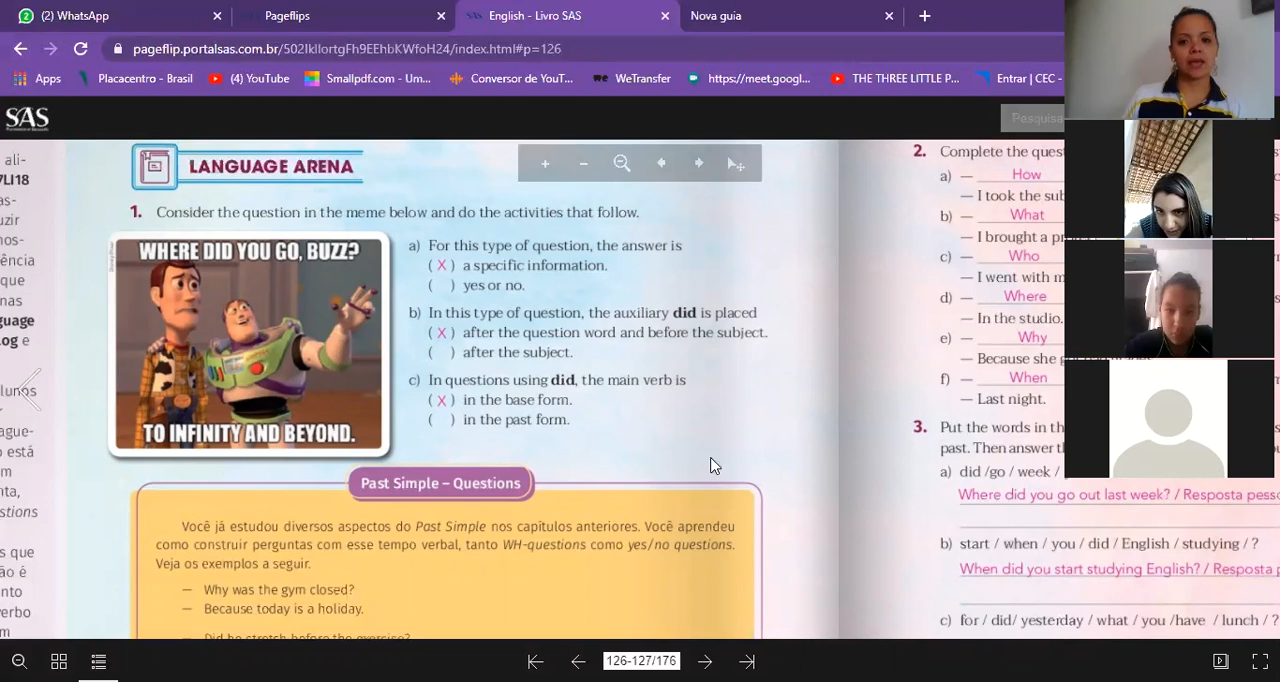 (2) WhatsApp
Pageflips
English - Livro SAS
Nova guia
pageflip.portalsas.com.br/502IkllortgFh9EEhbKWfoH24/index.html#p=126
Apps
Placacentro - Brasil
(4) YouTube
Smallpdf.com - Um...
Conversor de YouT...
WeTransfer
https://meet.googl...
THE THREE LITTLE P...
Entrar | CEC -
SAS
Pesquisa
LANGUAGE ARENA
1. Consider the question in the meme below and do the activities that follow.
WHERE DID YOU GO, BUZZ?
TO INFINITY AND BEYOND.
a) For this type of question, the answer is
( X ) a specific information.
( ) yes or no.
b) In this type of question, the auxiliary did is placed
( X ) after the question word and before the subject.
( ) after the subject.
c) In questions using did, the main verb is
( X ) in the base form.
( ) in the past form.
Past Simple – Questions
Você já estudou diversos aspectos do Past Simple nos capítulos anteriores. Você aprendeu
como construir perguntas com esse tempo verbal, tanto WH-questions como yes/no questions.
Veja os exemplos a seguir.
— Why was the gym closed?
— Because today is a holiday.
— Did he stretch before the exercise?
2. Complete the quest
a) — How
— I took the sub
b) — What
— I brought a pr
c) — Who
— I went with m
d) — Where
— In the studio.
e) — Why
— Because she
f) — When
— Last night.
3. Put the words in th
past. Then answer t
a) did /go / week /
Where did you go out last week? / Resposta pesso
b) start / when / you / did / English / studying / ?
When did you start studying English? / Resposta p
c) for / did/ yesterday / what / you /have / lunch / ?
126-127/176